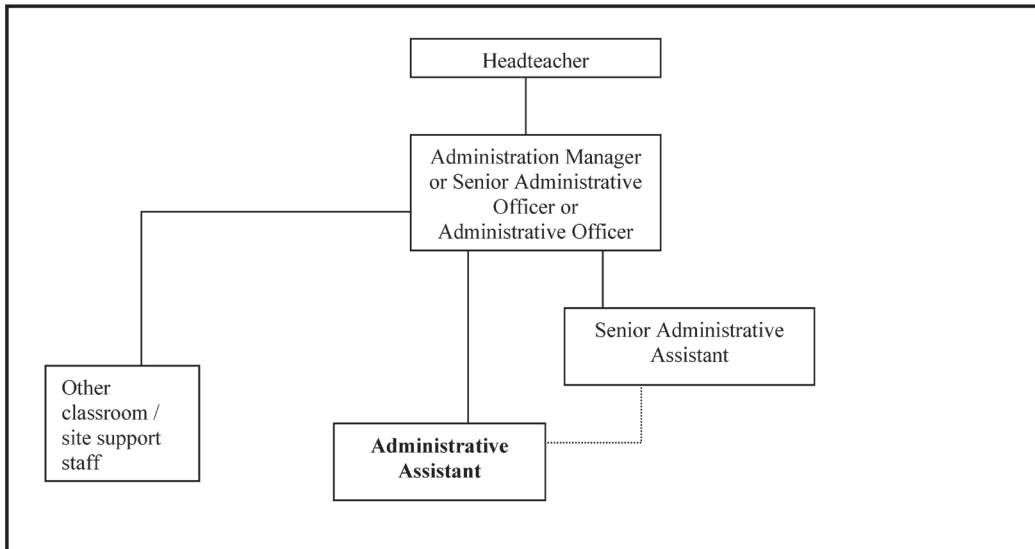 Headteacher
Administration Manager
or Senior Administrative
Officer or
Administrative Officer
Senior Administrative
Assistant
Other
classroom /
site support
staff
Administrative
Assistant